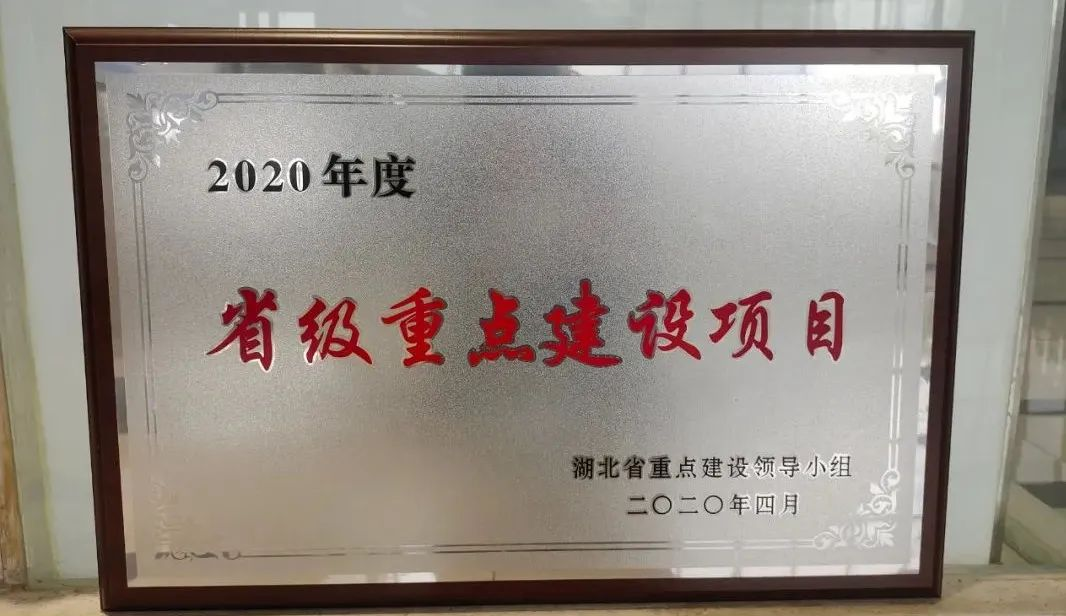 2020年度
省级重点建设项目
湖北省重点建设领导小组
二〇二〇年四月